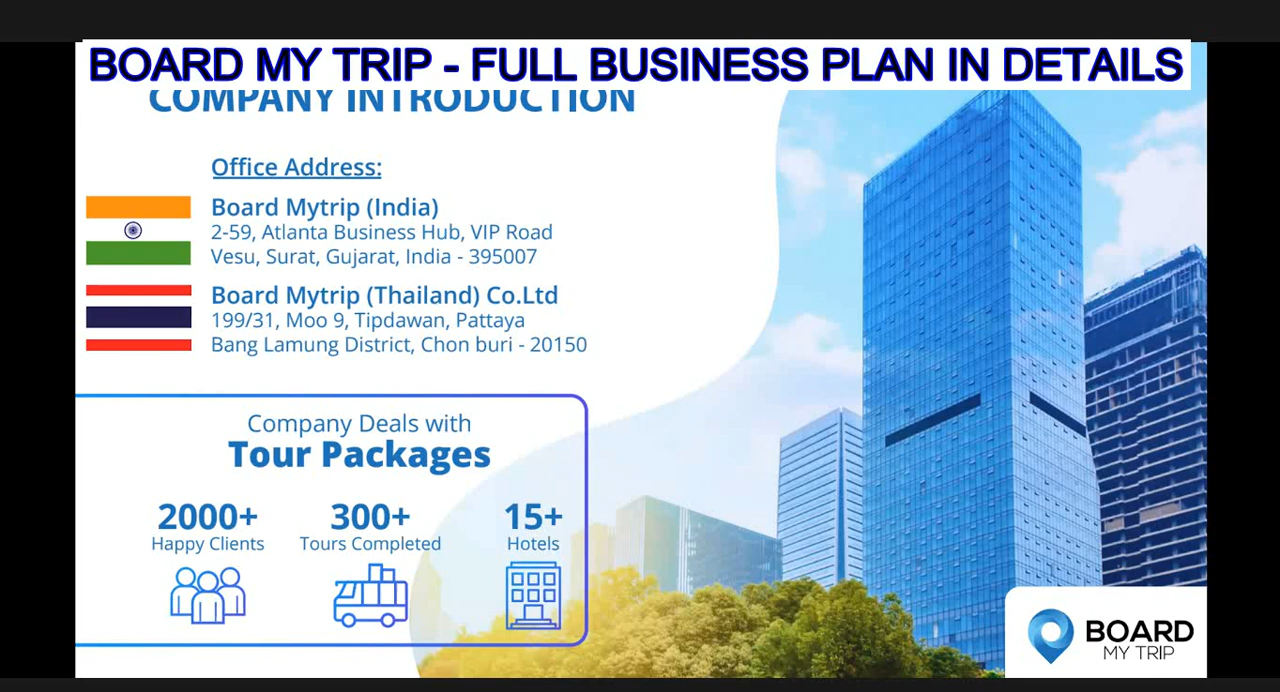 BOARD MY TRIP - FULL BUSINESS PLAN IN DETAILS
COMPANY INTRODUCTION
Office Address:
Board Mytrip (India)
2-59, Atlanta Business Hub, VIP Road
Vesu, Surat, Gujarat, India - 395007
Board Mytrip (Thailand) Co.Ltd
199/31, Moo 9, Tipdawan, Pattaya
Bang Lamung District, Chon buri - 20150
Company Deals with
Tour Packages
2000+ 300+ 15+
Happy Clients Tours Completed Hotels
BOARD
MY TRIP